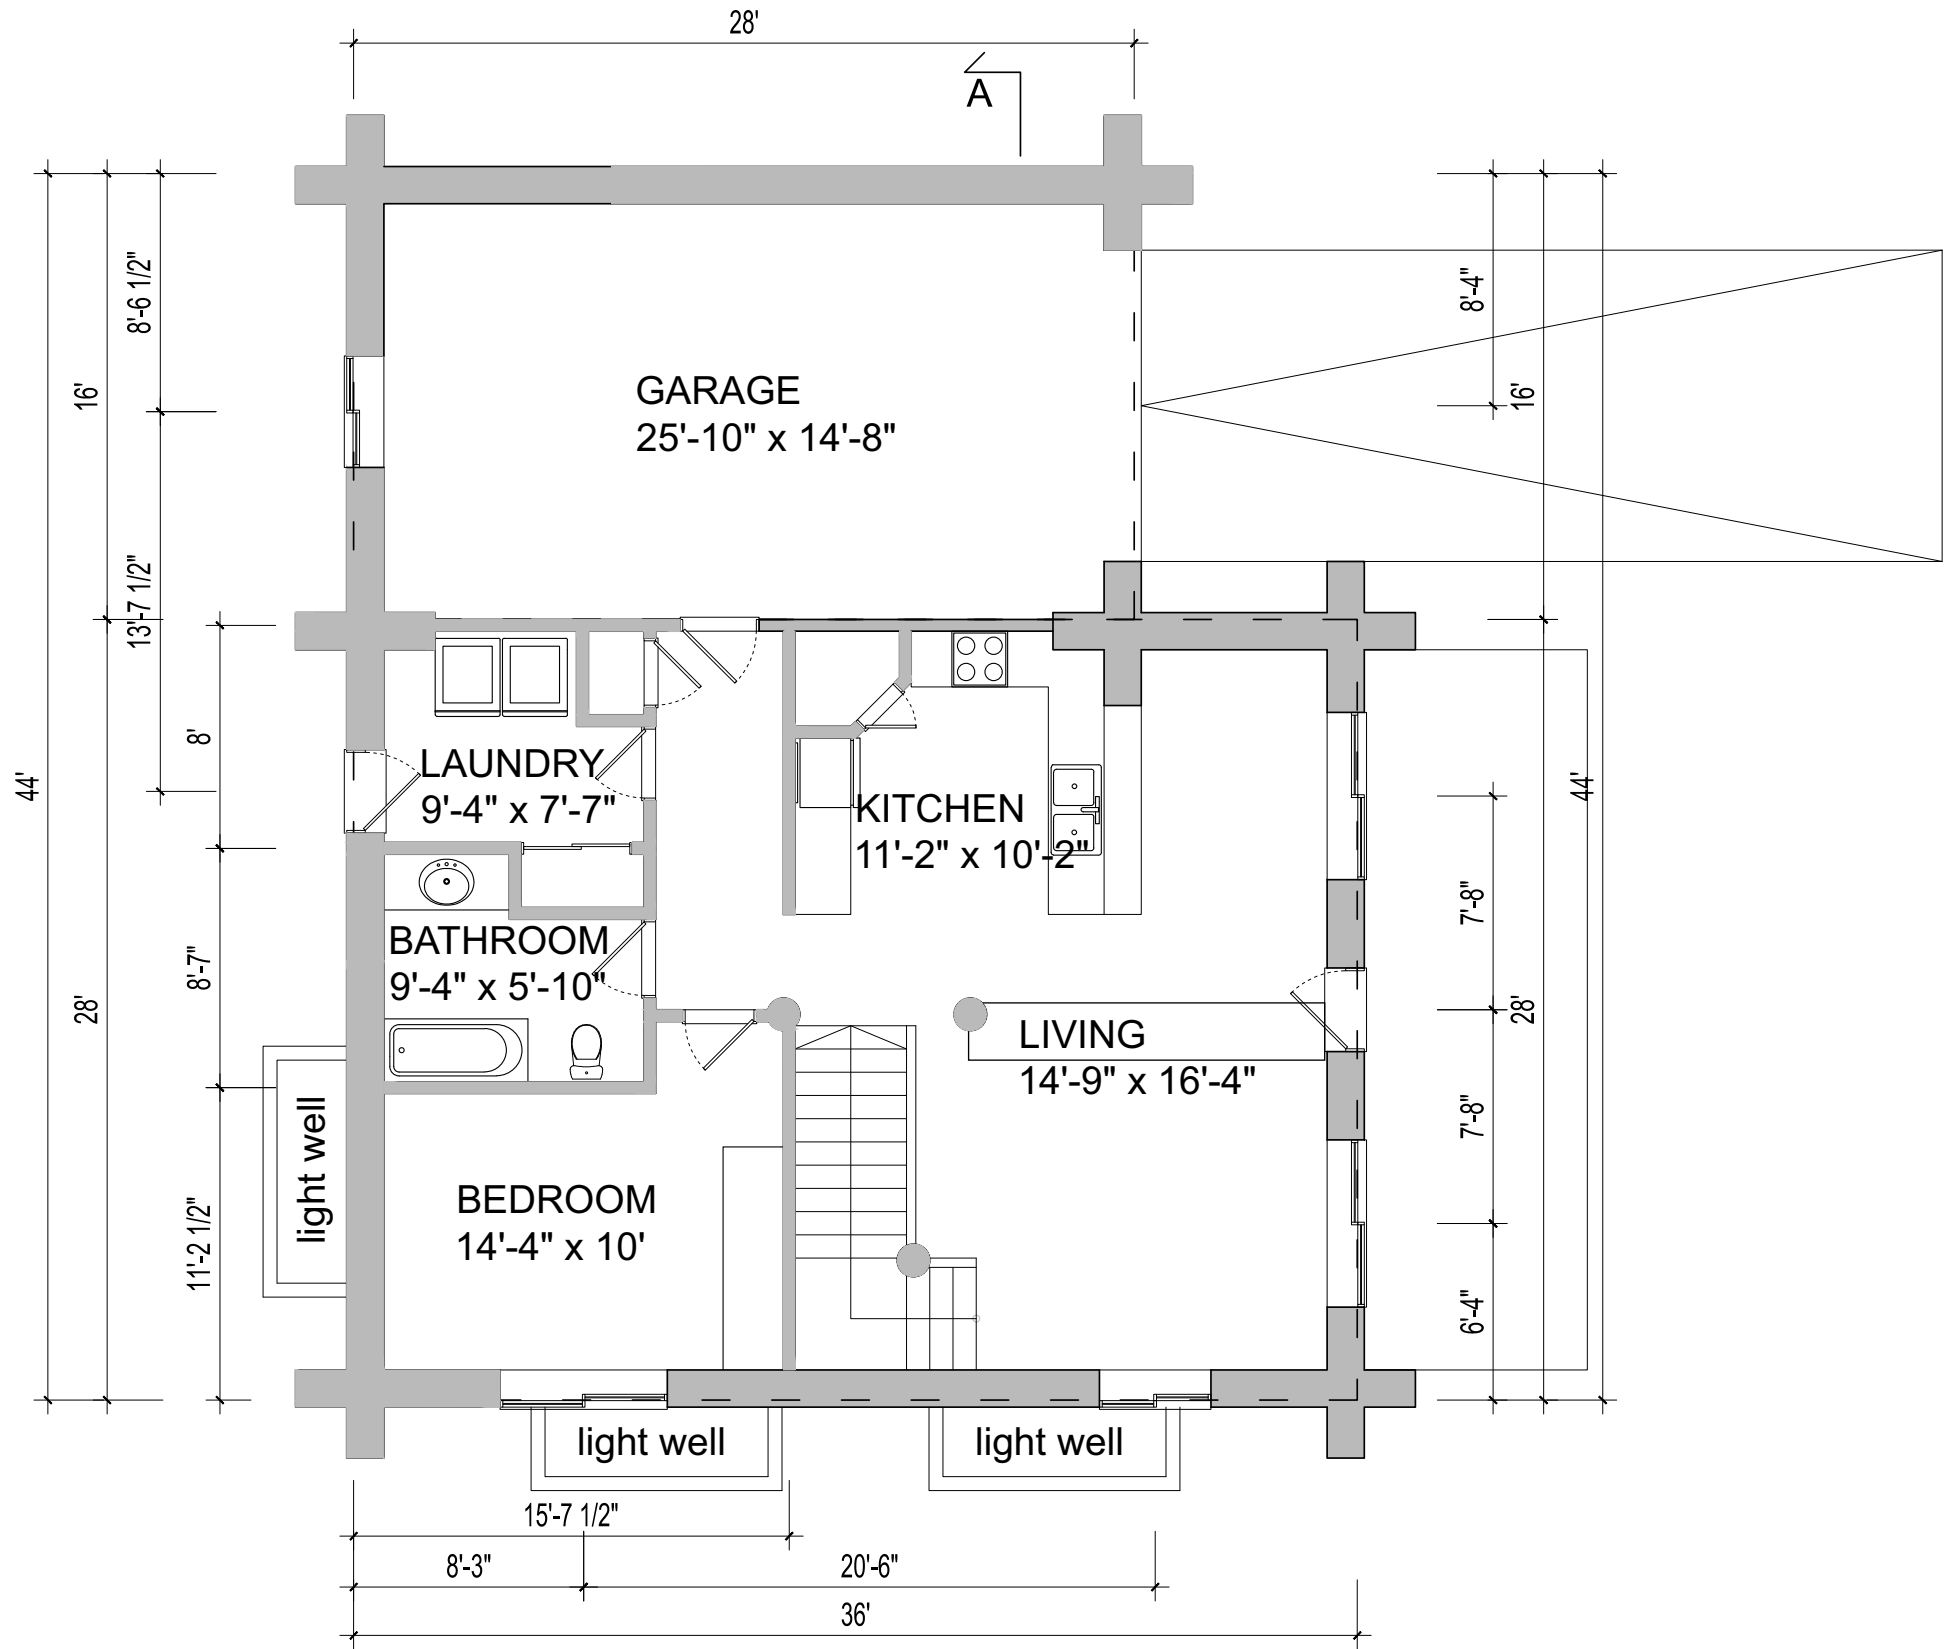 28'
A
8'-6 1/2"
8'-4"
16'
16'
GARAGE
25'-10" x 14'-8"
13'-7 1/2"
8'
44'
44'
LAUNDRY
9'-4" x 7'-7"
KITCHEN
11'-2" x 10'-2"
7'-8"
8'-7"
BATHROOM
9'-4" x 5'-10"
28'
28'
LIVING
14'-9" x 16'-4"
7'-8"
light well
BEDROOM
14'-4" x 10'
11'-2 1/2"
6'-4"
light well
light well
15'-7 1/2"
8'-3"
20'-6"
36'